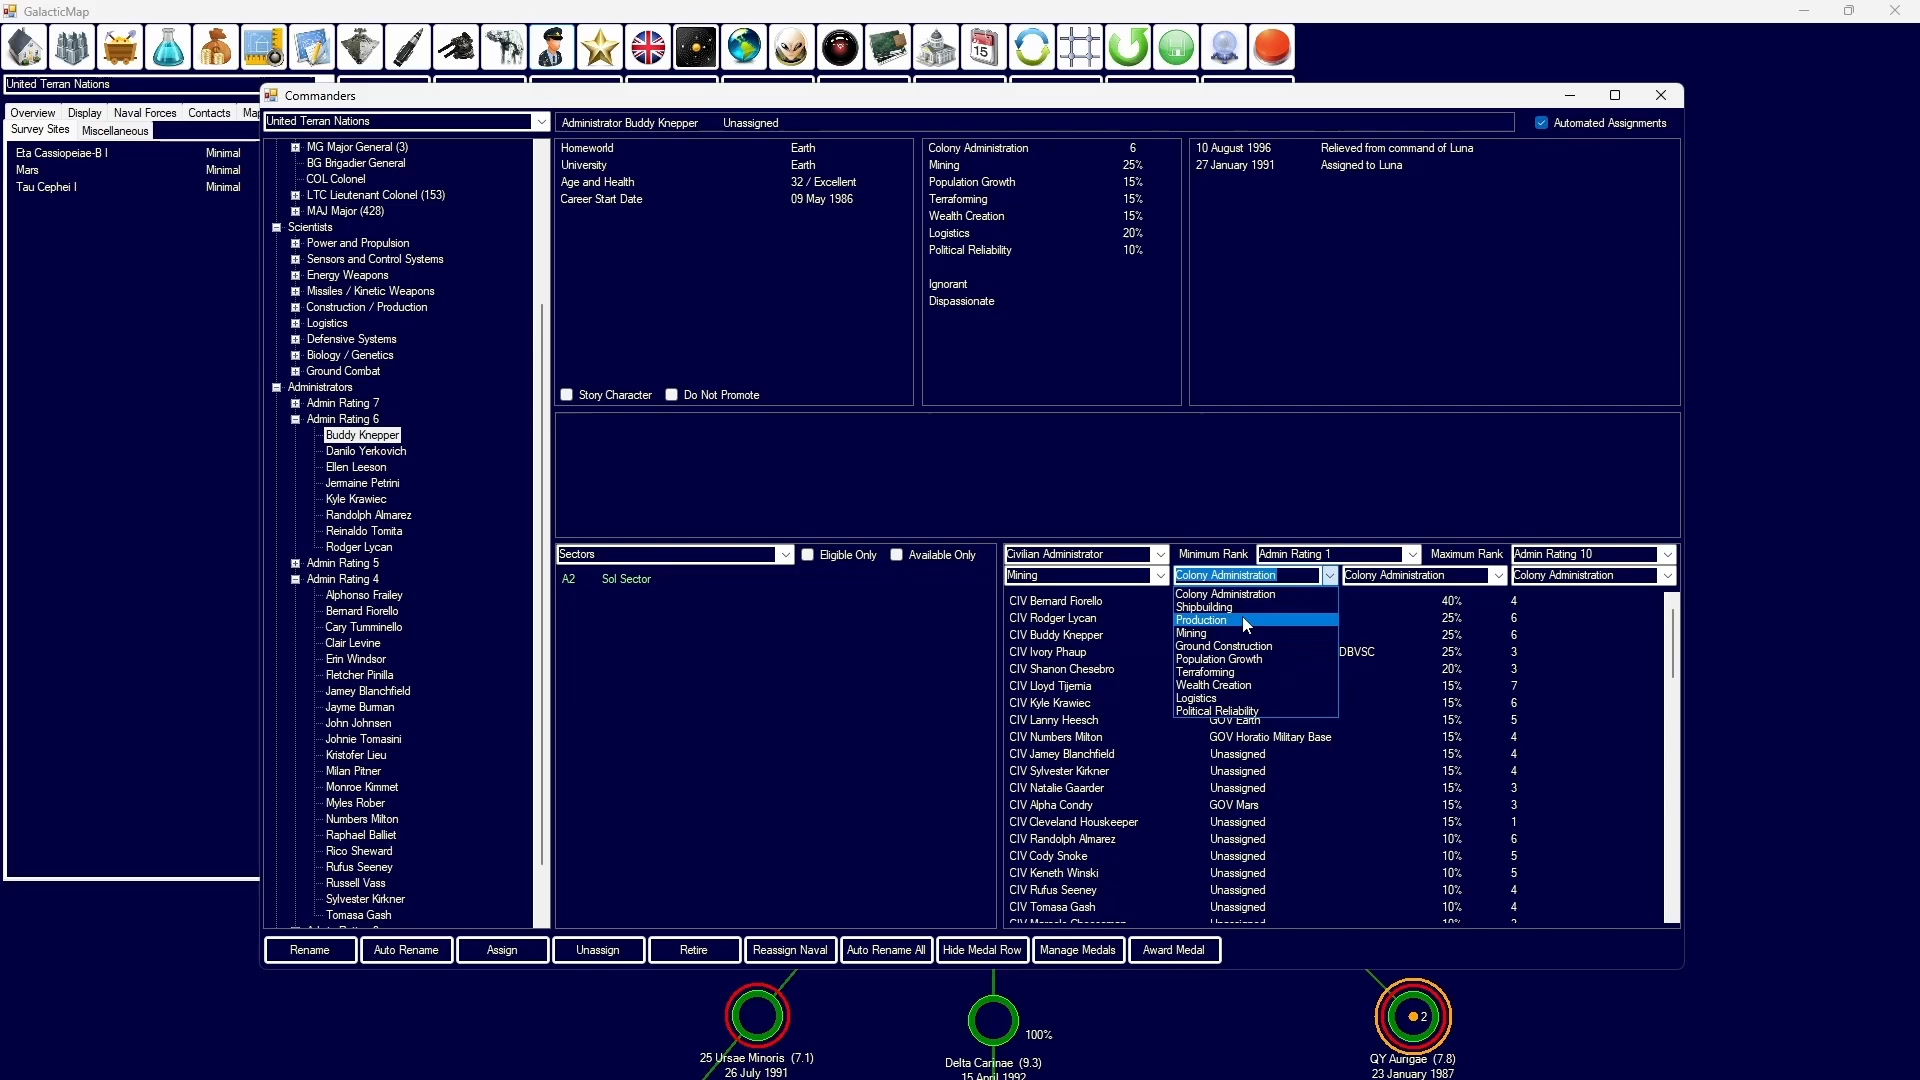 GalacticMap
15
United Terran Nations
Overview Display Naval Forces Contacts
Survey Sites Miscellaneous
Eta Cassiopeiae-B I Minimal
Mars Minimal
Tau Cephei I Minimal
Commanders
United Terran Nations
Administrator Buddy Knepper Unassigned
Automated Assignments
MG Major General (3)
BG Brigadier General
COL Colonel
LTC Lieutenant Colonel (153)
MAJ Major (428)
Scientists
Power and Propulsion
Sensors and Control Systems
Energy Weapons
Missiles / Kinetic Weapons
Construction / Production
Logistics
Defensive Systems
Biology / Genetics
Ground Combat
Administrators
Admin Rating 7
Admin Rating 6
Buddy Knepper
Danilo Yerkovich
Ellen Leeson
Jermaine Petrini
Kyle Krawiec
Randolph Almarez
Reinaldo Tomita
Rodger Lycan
Admin Rating 5
Admin Rating 4
Alphonso Frailey
Bernard Fiorello
Cary Tumminello
Clair Levine
Erin Windsor
Fletcher Pinilla
Jamey Blanchfield
Jayme Burman
John Johnsen
Johnie Tomasini
Kristofer Lieu
Milan Pitner
Monroe Kimmet
Myles Rober
Numbers Milton
Raphael Balliet
Rico Sheward
Rufus Seeney
Russell Vass
Sylvester Kirkner
Tomasa Gash
Homeworld Earth
University Earth
Age and Health 32 / Excellent
Career Start Date 09 May 1986
Story Character Do Not Promote
Colony Administration 6
Mining 25%
Population Growth 15%
Terraforming 15%
Wealth Creation 15%
Logistics 20%
Political Reliability 10%
Ignorant
Dispassionate
10 August 1996 Relieved from command of Luna
27 January 1991 Assigned to Luna
Sectors Eligible Only Available Only
A2 Sol Sector
Civilian Administrator Minimum Rank Admin Rating 1 Maximum Rank Admin Rating 10
Mining Colony Administration Colony Administration Colony Administration
Colony Administration
Shipbuilding
Production
Mining
Ground Construction
Population Growth
Terraforming
Wealth Creation
Logistics
Political Reliability
CIV Bernard Fiorello 40% 4
CIV Rodger Lycan 25% 6
CIV Buddy Knepper 25% 6
CIV Ivory Phaup DBVSC 25% 3
CIV Shanon Chesebro 20% 3
CIV Lloyd Tijernia 15% 7
CIV Kyle Krawiec 15% 6
CIV Lanny Heesch GOV Earth 15% 5
CIV Numbers Milton GOV Horatio Military Base 15% 4
CIV Jamey Blanchfield Unassigned 15% 4
CIV Sylvester Kirkner Unassigned 15% 4
CIV Natalie Gaarder Unassigned 15% 3
CIV Alpha Condry GOV Mars 15% 3
CIV Cleveland Houskeeper Unassigned 15% 1
CIV Randolph Almarez Unassigned 10% 6
CIV Cody Snoke Unassigned 10% 5
CIV Keneth Winski Unassigned 10% 5
CIV Rufus Seeney Unassigned 10% 4
CIV Tomasa Gash Unassigned 10% 4
Rename Auto Rename Assign Unassign Retire Reassign Naval Auto Rename All Hide Medal Row Manage Medals Award Medal
25 Ursae Minoris (7.1)
26 July 1991
100%
Delta Carinae (9.3)
15 April 1992
2
QY Aurigae (7.8)
23 January 1987